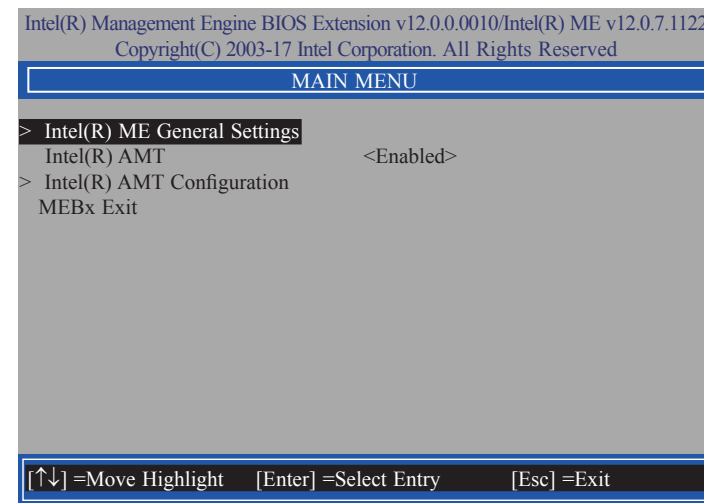 Intel(R) Management Engine BIOS Extension v12.0.0.0010/Intel(R) ME v12.0.7.1122
Copyright(C) 2003-17 Intel Corporation. All Rights Reserved
MAIN MENU
> Intel(R) ME General Settings
Intel(R) AMT <Enabled>
> Intel(R) AMT Configuration
MEBx Exit
[↑↓] =Move Highlight [Enter] =Select Entry [Esc] =Exit